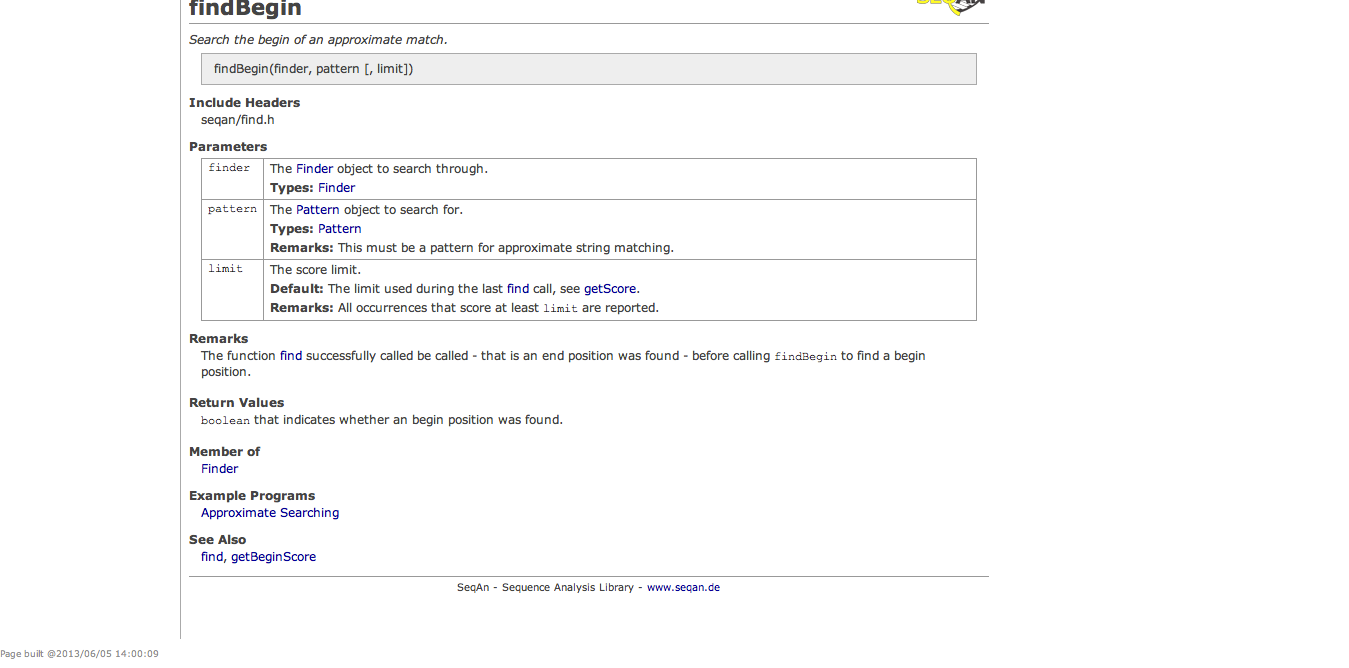 findBegin
Search the begin of an approximate match.
findBegin(finder, pattern [, limit])
Include Headers
seqan/find.h
Parameters
finder
The Finder object to search through.
Types: Finder
pattern
The Pattern object to search for.
Types: Pattern
Remarks: This must be a pattern for approximate string matching.
limit
The score limit.
Default: The limit used during the last find call, see getScore.
Remarks: All occurrences that score at least limit are reported.
Remarks
The function find successfully called be called - that is an end position was found - before calling findBegin to find a begin
position.
Return Values
boolean that indicates whether an begin position was found.
Member of
Finder
Example Programs
Approximate Searching
See Also
find, getBeginScore
SeqAn - Sequence Analysis Library - www.seqan.de
Page built @2013/06/05 14:00:09